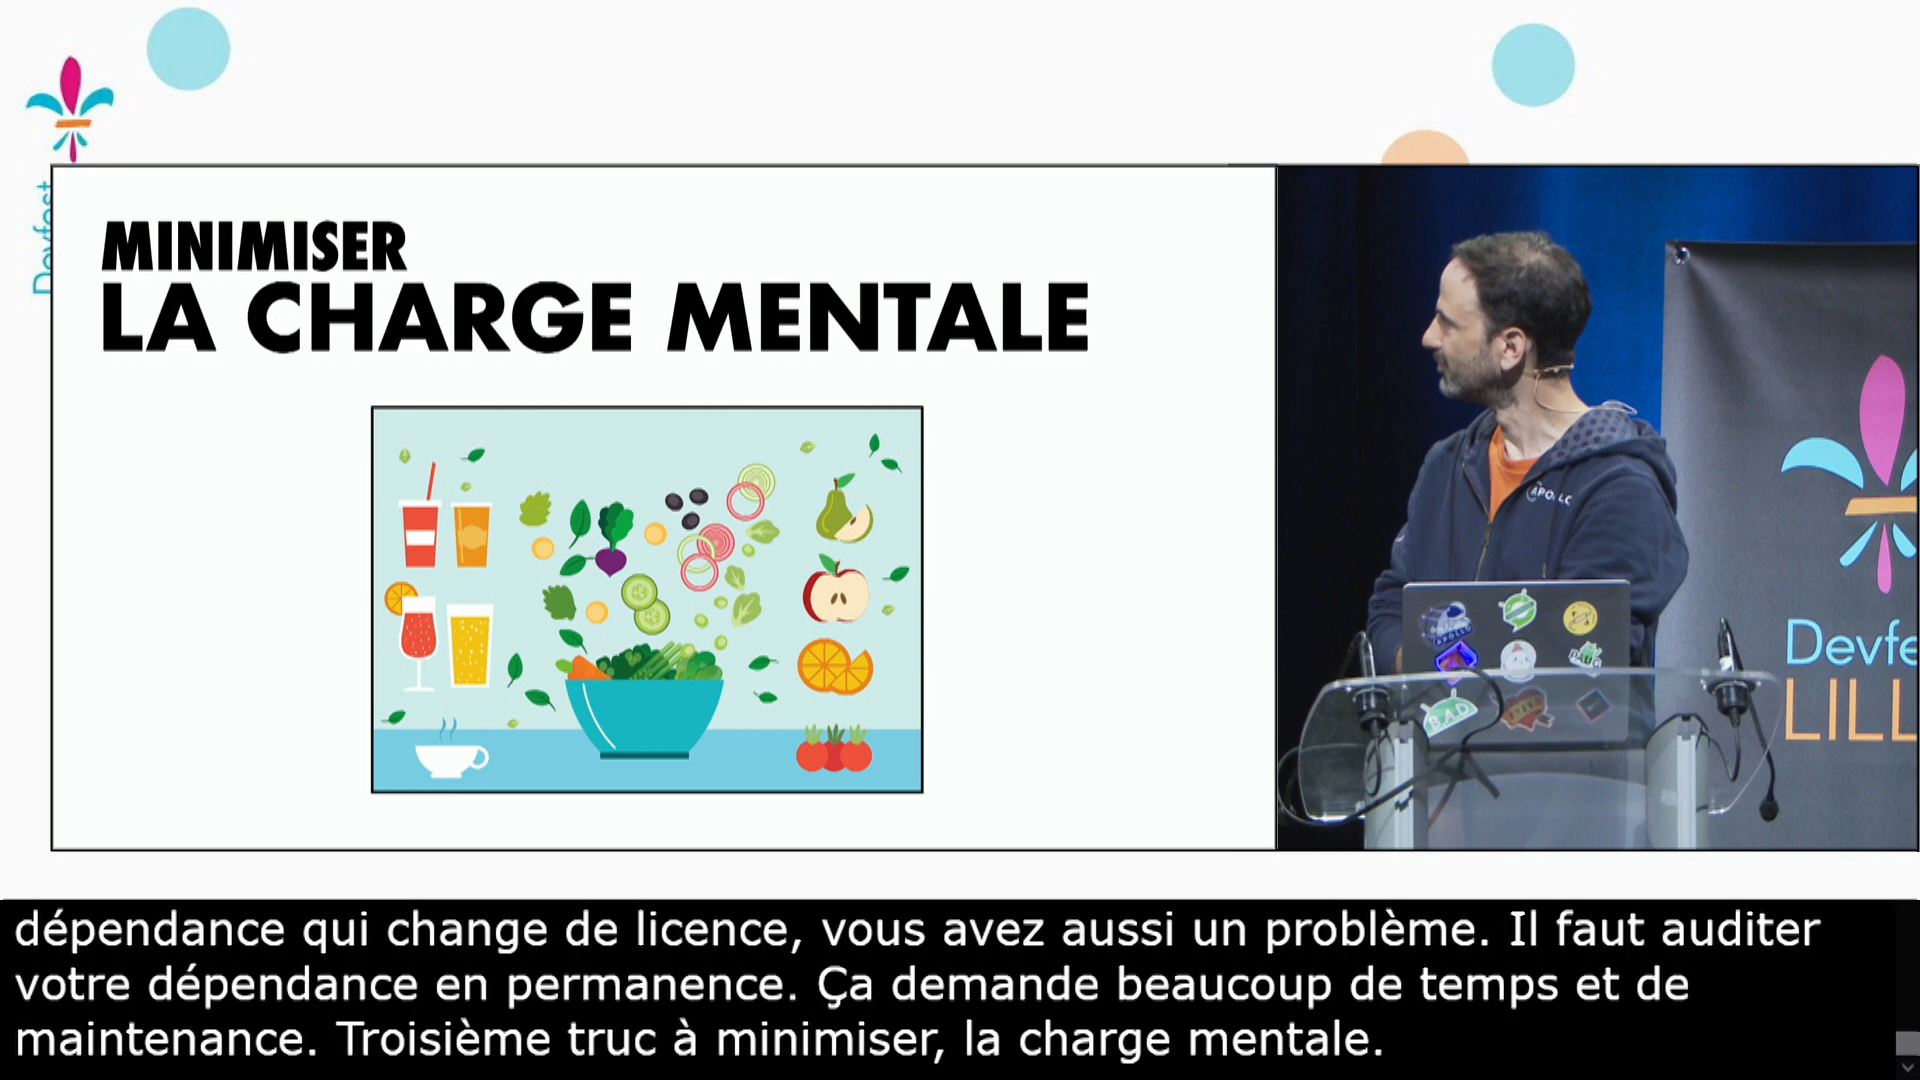 Devfest
MINIMISER
LA CHARGE MENTALE
APOLLO
APOLLO
B.A.D
Devfe
LILL
dépendance qui change de licence, vous avez aussi un problème. Il faut auditer
votre dépendance en permanence. Ça demande beaucoup de temps et de
maintenance. Troisième truc à minimiser, la charge mentale.